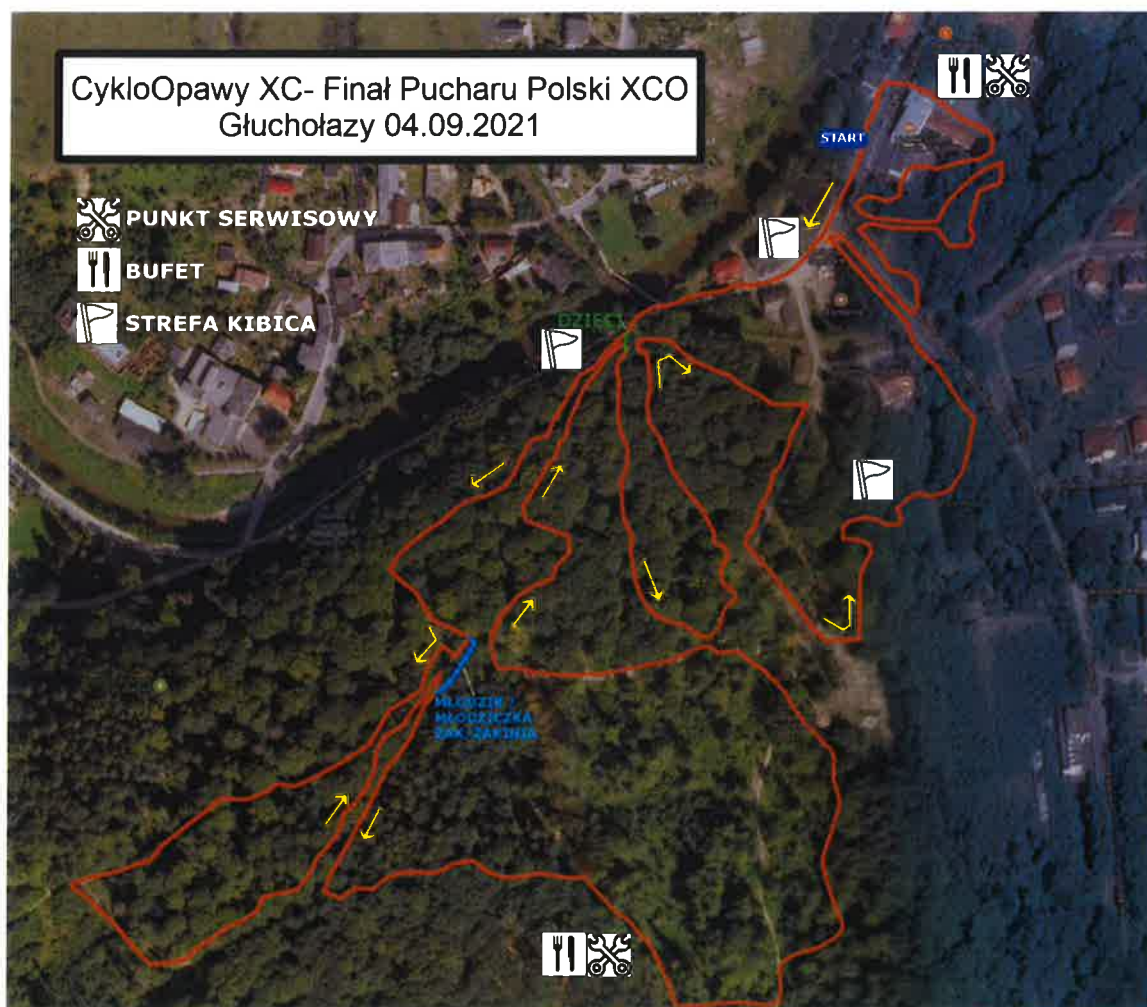 CykloOpawy XC- Finał Pucharu Polski XCO
Głuchołazy 04.09.2021
START
PUNKT SERWISOWY
BUFET
STREFA KIBICA
DZIECI
MŁODZIK I
MŁODZICZKA
ŻAK ŻAKINIA